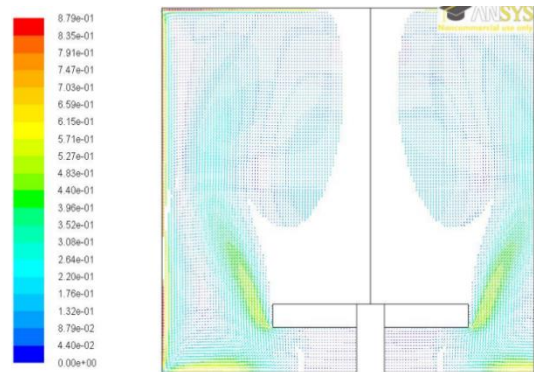 ANSYS
Noncommercial use only
8.79e-01
8.35e-01
7.91e-01
7.47e-01
7.03e-01
6.59e-01
6.15e-01
5.71e-01
5.27e-01
4.83e-01
4.40e-01
3.96e-01
3.52e-01
3.08e-01
2.64e-01
2.20e-01
1.76e-01
1.32e-01
8.79e-02
4.40e-02
0.00e+00